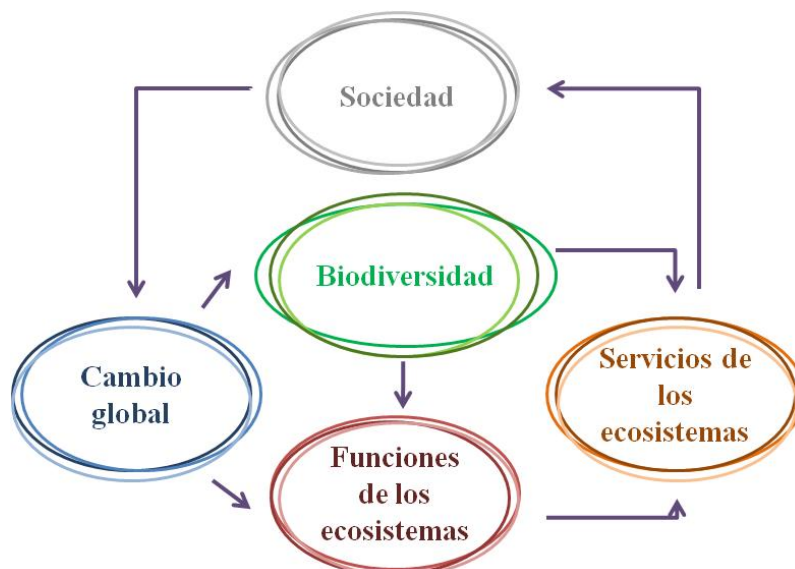 Sociedad
Biodiversidad
Cambio
global
Servicios de
los
ecosistemas
Funciones
de los
ecosistemas